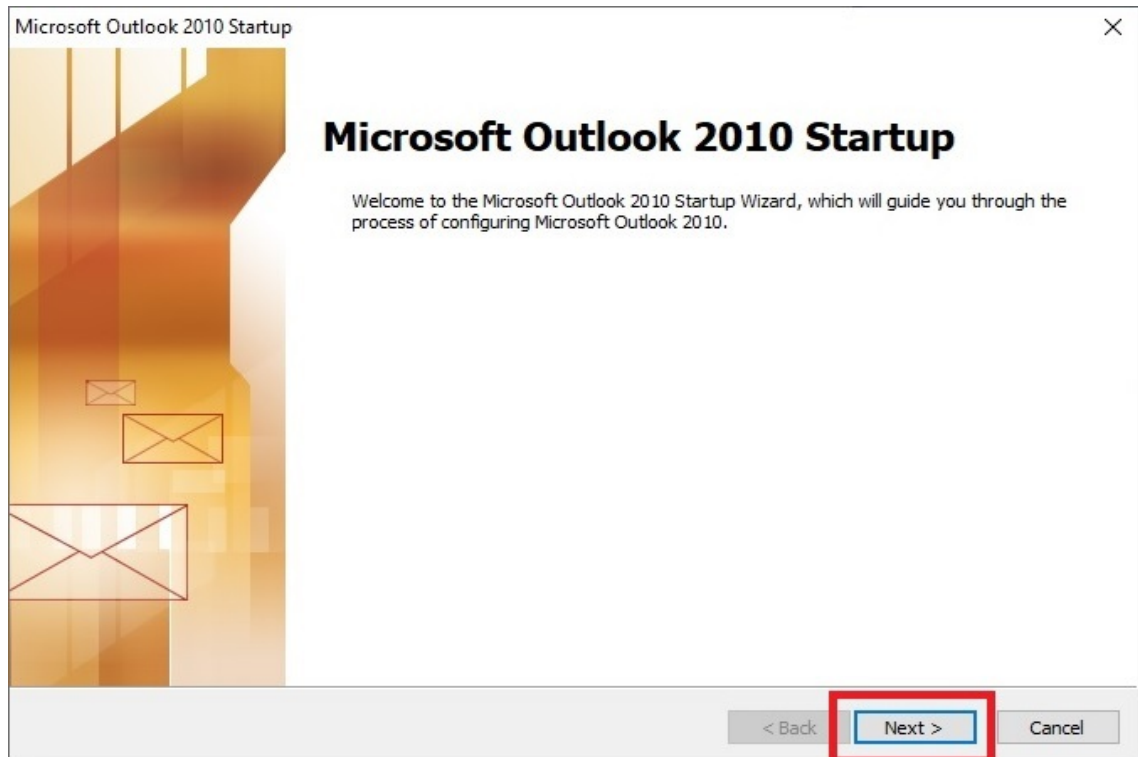 Microsoft Outlook 2010 Startup
Microsoft Outlook 2010 Startup
Welcome to the Microsoft Outlook 2010 Startup Wizard, which will guide you through the
process of configuring Microsoft Outlook 2010.
< Back Next > Cancel